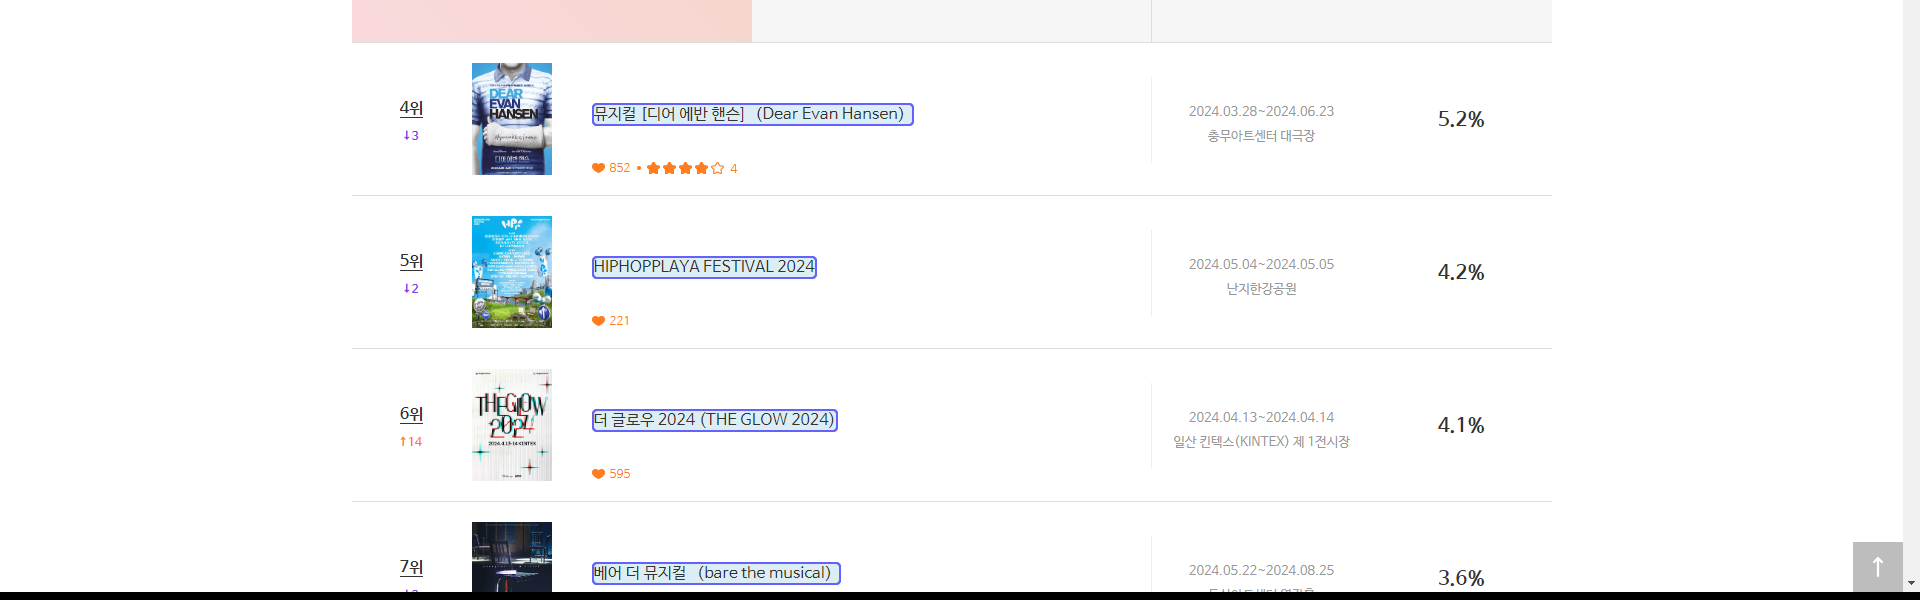 4위
↓3
DEAR
EVAN
HANSEN
뮤지컬 [디어 에반 핸슨] (Dear Evan Hansen)
852 • 4
2024.03.28~2024.06.23
충무아트센터 대극장
5.2%
5위
↓2
HIPHOPPLAYA FESTIVAL 2024
221
2024.05.04~2024.05.05
난지한강공원
4.2%
6위
↑14
THE GLOW
2024
2024.4.13-14 KINTEX
더 글로우 2024 (THE GLOW 2024)
595
2024.04.13~2024.04.14
일산 킨텍스(KINTEX) 제 1전시장
4.1%
7위
베어 더 뮤지컬 (bare the musical)
2024.05.22~2024.08.25
3.6%
↑